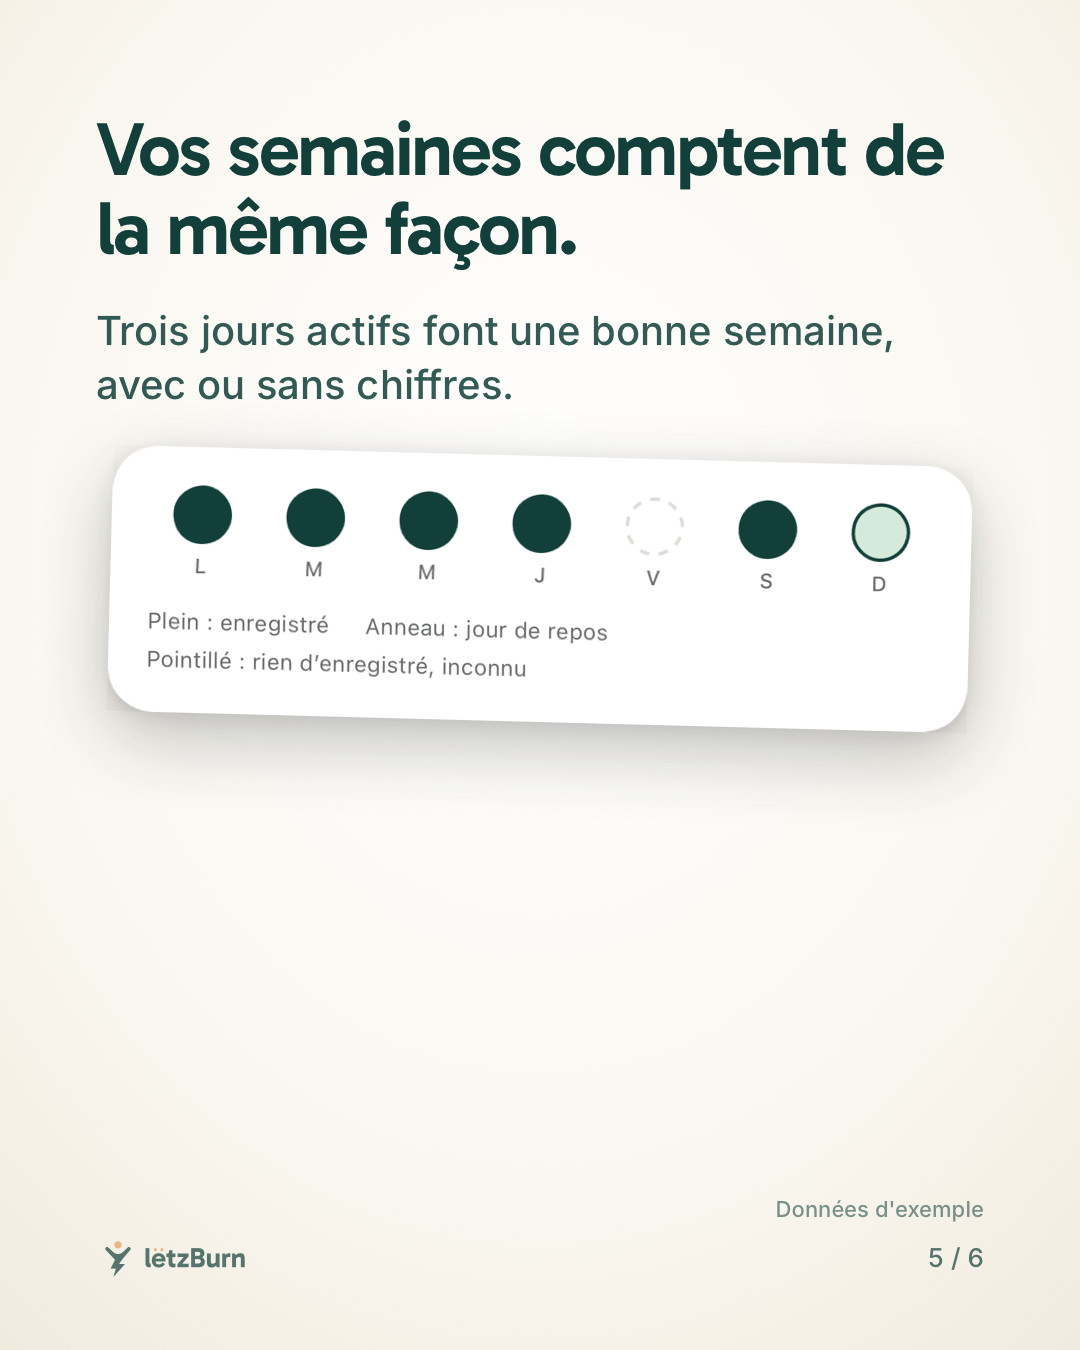 Vos semaines comptent de
la même façon.
Trois jours actifs font une bonne semaine,
avec ou sans chiffres.
L M M J V S D
Plein : enregistré Anneau : jour de repos
Pointillé : rien d’enregistré, inconnu
Données d'exemple
lëtzBurn
5 / 6